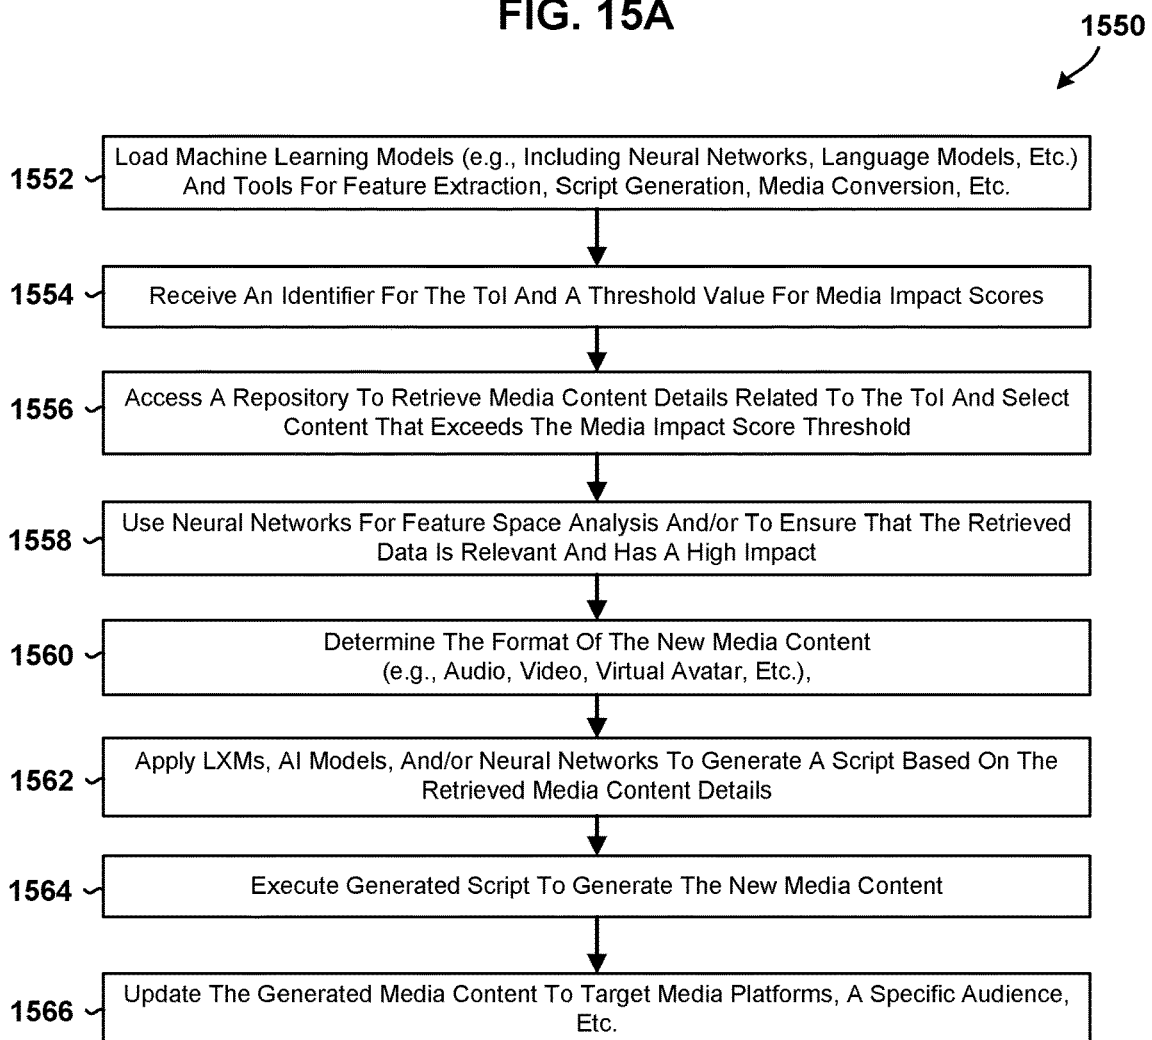 FIG. 15A
1550
1552
Load Machine Learning Models (e.g., Including Neural Networks, Language Models, Etc.)
And Tools For Feature Extraction, Script Generation, Media Conversion, Etc.
1554
Receive An Identifier For The ToI And A Threshold Value For Media Impact Scores
1556
Access A Repository To Retrieve Media Content Details Related To The ToI And Select
Content That Exceeds The Media Impact Score Threshold
1558
Use Neural Networks For Feature Space Analysis And/or To Ensure That The Retrieved
Data Is Relevant And Has A High Impact
1560
Determine The Format Of The New Media Content
(e.g., Audio, Video, Virtual Avatar, Etc.),
1562
Apply LXMs, AI Models, And/or Neural Networks To Generate A Script Based On The
Retrieved Media Content Details
1564
Execute Generated Script To Generate The New Media Content
1566
Update The Generated Media Content To Target Media Platforms, A Specific Audience,
Etc.